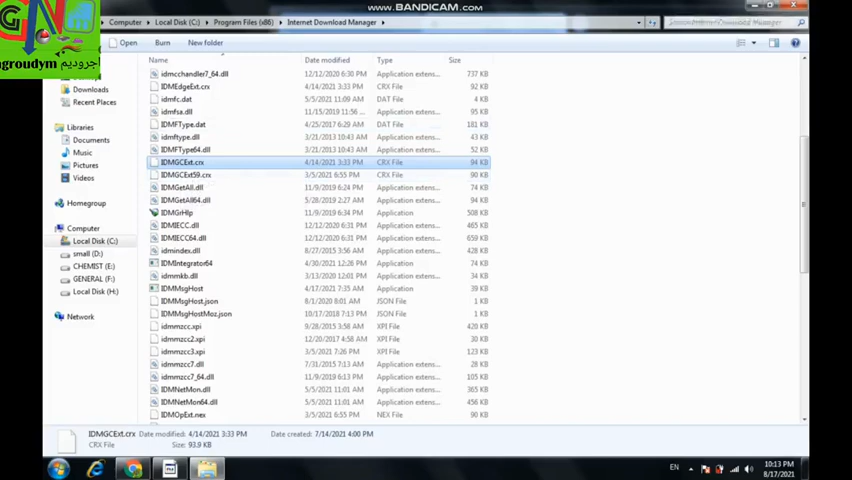 WWW.BANDICAM.COM
GN
agroudym جروديم
Computer Local Disk (C:) Program Files (x86) Internet Download Manager
Open Burn New folder
Name Date modified Type Size
idmcchandler7_64.dll 12/12/2020 6:30 PM Application extens... 737 KB
Downloads IDMEdgeExt.crx 4/14/2021 3:33 PM CRX File 92 KB
Recent Places idmfc.dat 5/5/2021 11:09 AM DAT File 4 KB
idmfsa.dll 11/15/2019 11:56 ... Application extens... 95 KB
Libraries IDMFType.dat 4/25/2017 6:29 AM DAT File 181 KB
Documents idmftype.dll 3/21/2013 10:43 AM Application extens... 43 KB
Music IDMFType64.dll 3/21/2013 10:43 AM Application extens... 52 KB
Pictures IDMGCExt.crx 4/14/2021 3:33 PM CRX File 94 KB
Videos IDMGCExt59.crx 3/5/2021 6:55 PM CRX File 90 KB
IDMGetAll.dll 11/9/2019 6:24 PM Application extens... 74 KB
Homegroup IDMGetAll64.dll 5/28/2019 2:27 AM Application extens... 94 KB
IDMGrHlp 11/9/2019 6:34 PM Application 508 KB
Computer IDMIECC.dll 12/12/2020 6:31 PM Application extens... 465 KB
Local Disk (C:) IDMIECC64.dll 12/12/2020 6:31 PM Application extens... 659 KB
small (D:) idmindex.dll 8/27/2015 3:56 AM Application extens... 428 KB
CHEMIST (E:) IDMIntegrator64 4/30/2021 12:26 PM Application 74 KB
GENERAL (F:) idmmkb.dll 3/13/2020 12:01 PM Application extens... 34 KB
Local Disk (H:) IDMMsgHost 4/17/2021 7:35 AM Application 39 KB
IDMMsgHost.json 8/1/2020 8:01 AM JSON File 1 KB
Network IDMMsgHostMoz.json 10/17/2018 7:13 PM JSON File 1 KB
idmmzcc.xpi 9/28/2015 3:58 AM XPI File 420 KB
idmmzcc2.xpi 12/20/2017 4:58 AM XPI File 30 KB
idmmzcc3.xpi 3/5/2021 7:26 PM XPI File 123 KB
idmmzcc7.dll 7/31/2015 7:13 AM Application extens... 28 KB
idmmzcc7_64.dll 11/9/2019 6:13 PM Application extens... 105 KB
IDMNetMon.dll 5/5/2021 11:01 AM Application extens... 365 KB
IDMNetMon64.dll 5/5/2021 11:01 AM Application extens... 456 KB
IDMOpExt.nex 3/5/2021 6:55 PM NEX File 90 KB
IDMGCExt.crx Date modified: 4/14/2021 3:33 PM Date created: 7/14/2021 4:00 PM
CRX File Size: 93.9 KB
EN 10:13 PM
8/17/2021